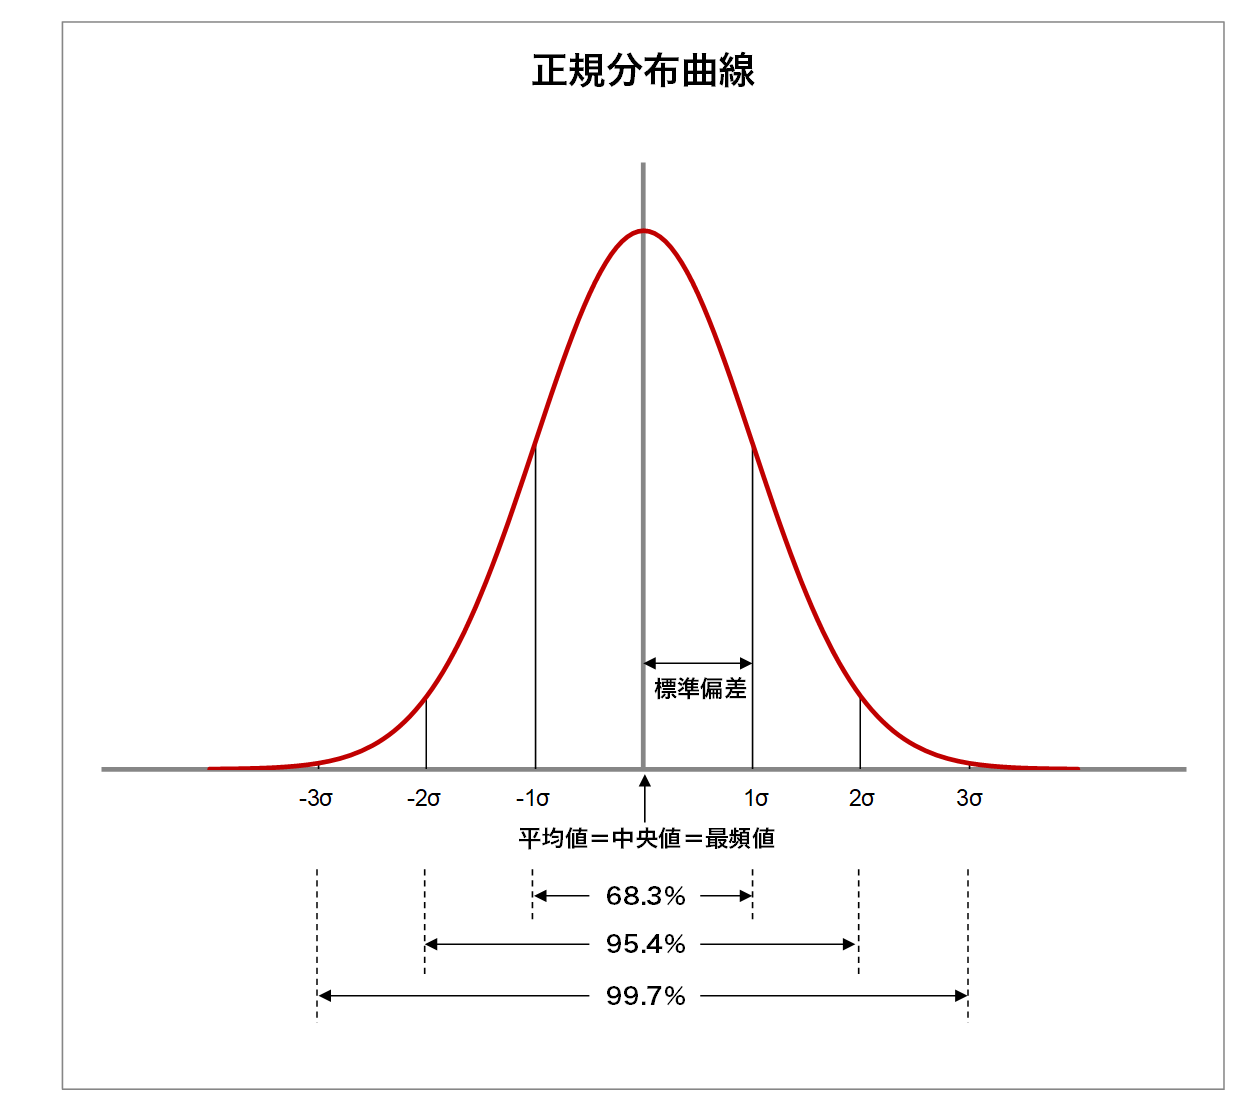 正規分布曲線
標準偏差
-3σ -2σ -1σ 1σ 2σ 3σ
平均値＝中央値＝最頻値
68.3%
95.4%
99.7%